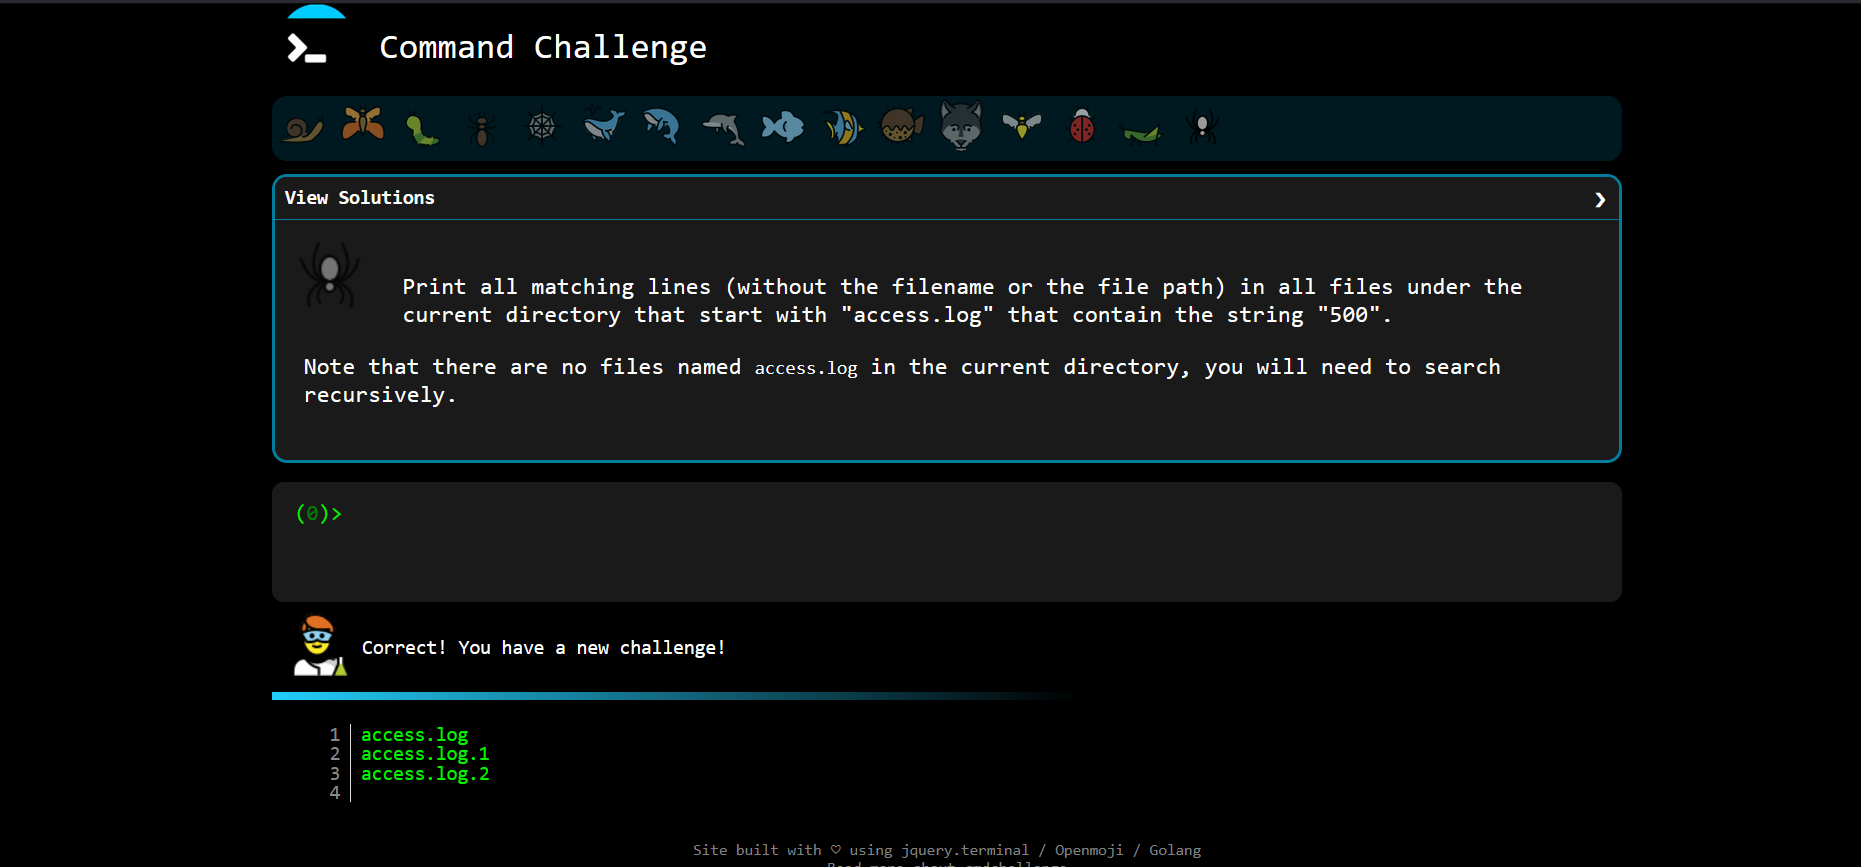 Command Challenge
View Solutions
Print all matching lines (without the filename or the file path) in all files under the
current directory that start with "access.log" that contain the string "500".
Note that there are no files named access.log in the current directory, you will need to search
recursively.
(0)>
Correct! You have a new challenge!
1 access.log
2 access.log.1
3 access.log.2
4
Site built with ♡ using jquery.terminal / Openmoji / Golang
Read more about cmdchallenge